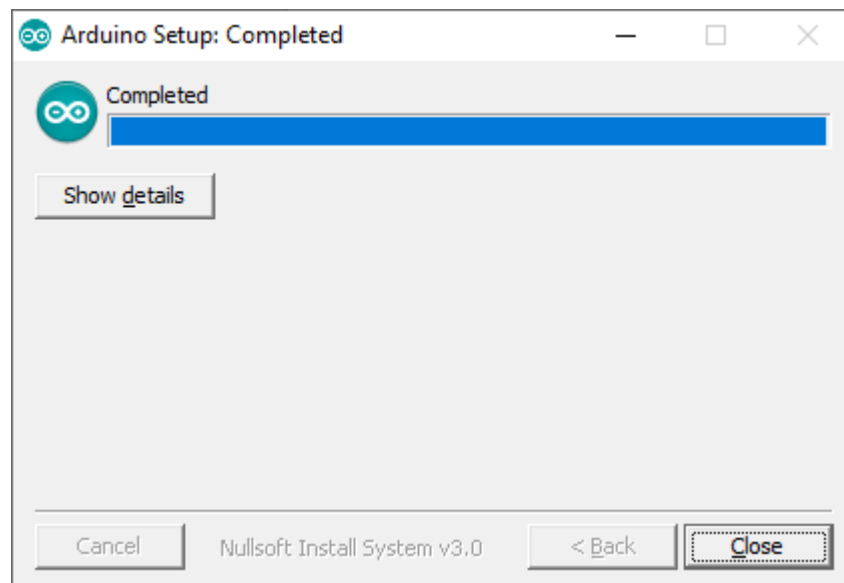 Arduino Setup: Completed
Completed
Show details
Cancel
Nullsoft Install System v3.0
< Back
Close